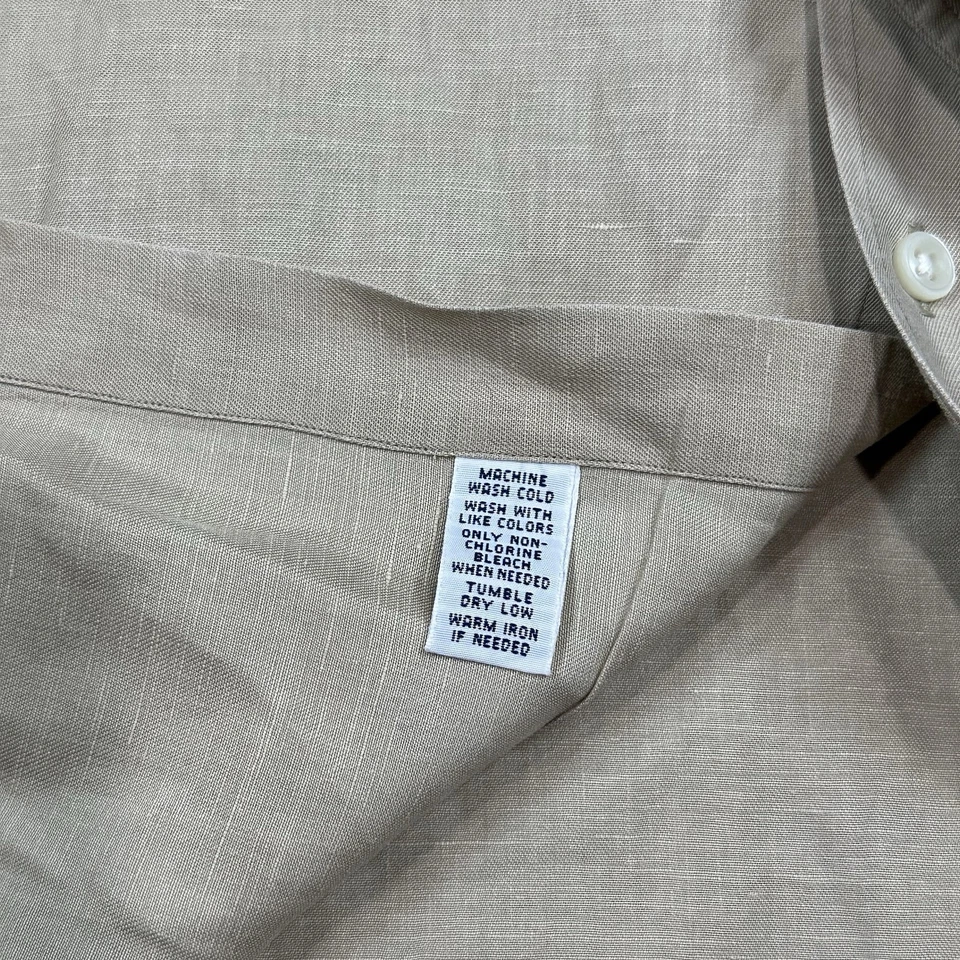 MACHINE
WASH COLD
WASH WITH
LIKE COLORS
ONLY NON-
CHLORINE
BLEACH
WHEN NEEDED
TUMBLE
DRY LOW
WARM IRON
IF NEEDED